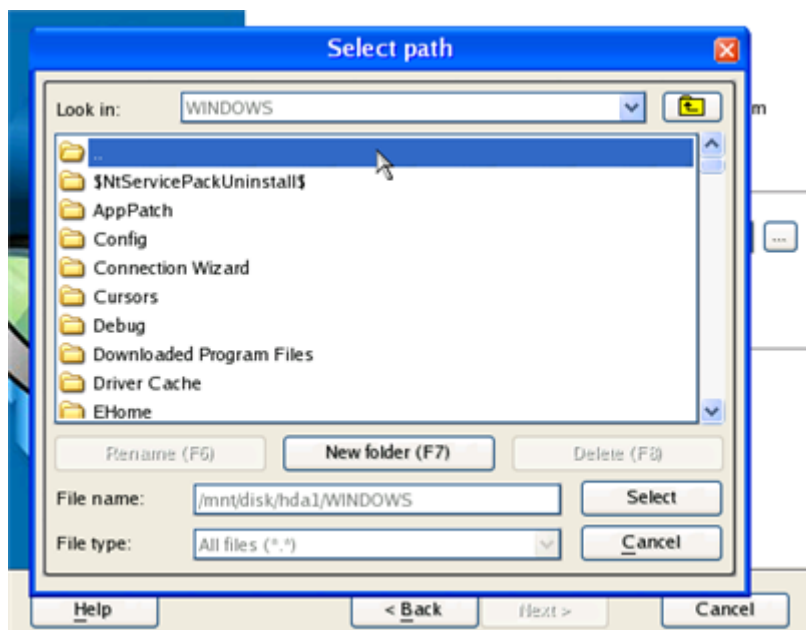 Select path
Look in: WINDOWS
m
..
$NtServicePackUninstall$
AppPatch
Config
Connection Wizard
Cursors
Debug
Downloaded Program Files
Driver Cache
EHome
...
Rename (F6) New folder (F7) Delete (F8)
File name: /mnt/disk/hda1/WINDOWS Select
File type: All files (*.*) Cancel
Help < Back Next > Cancel